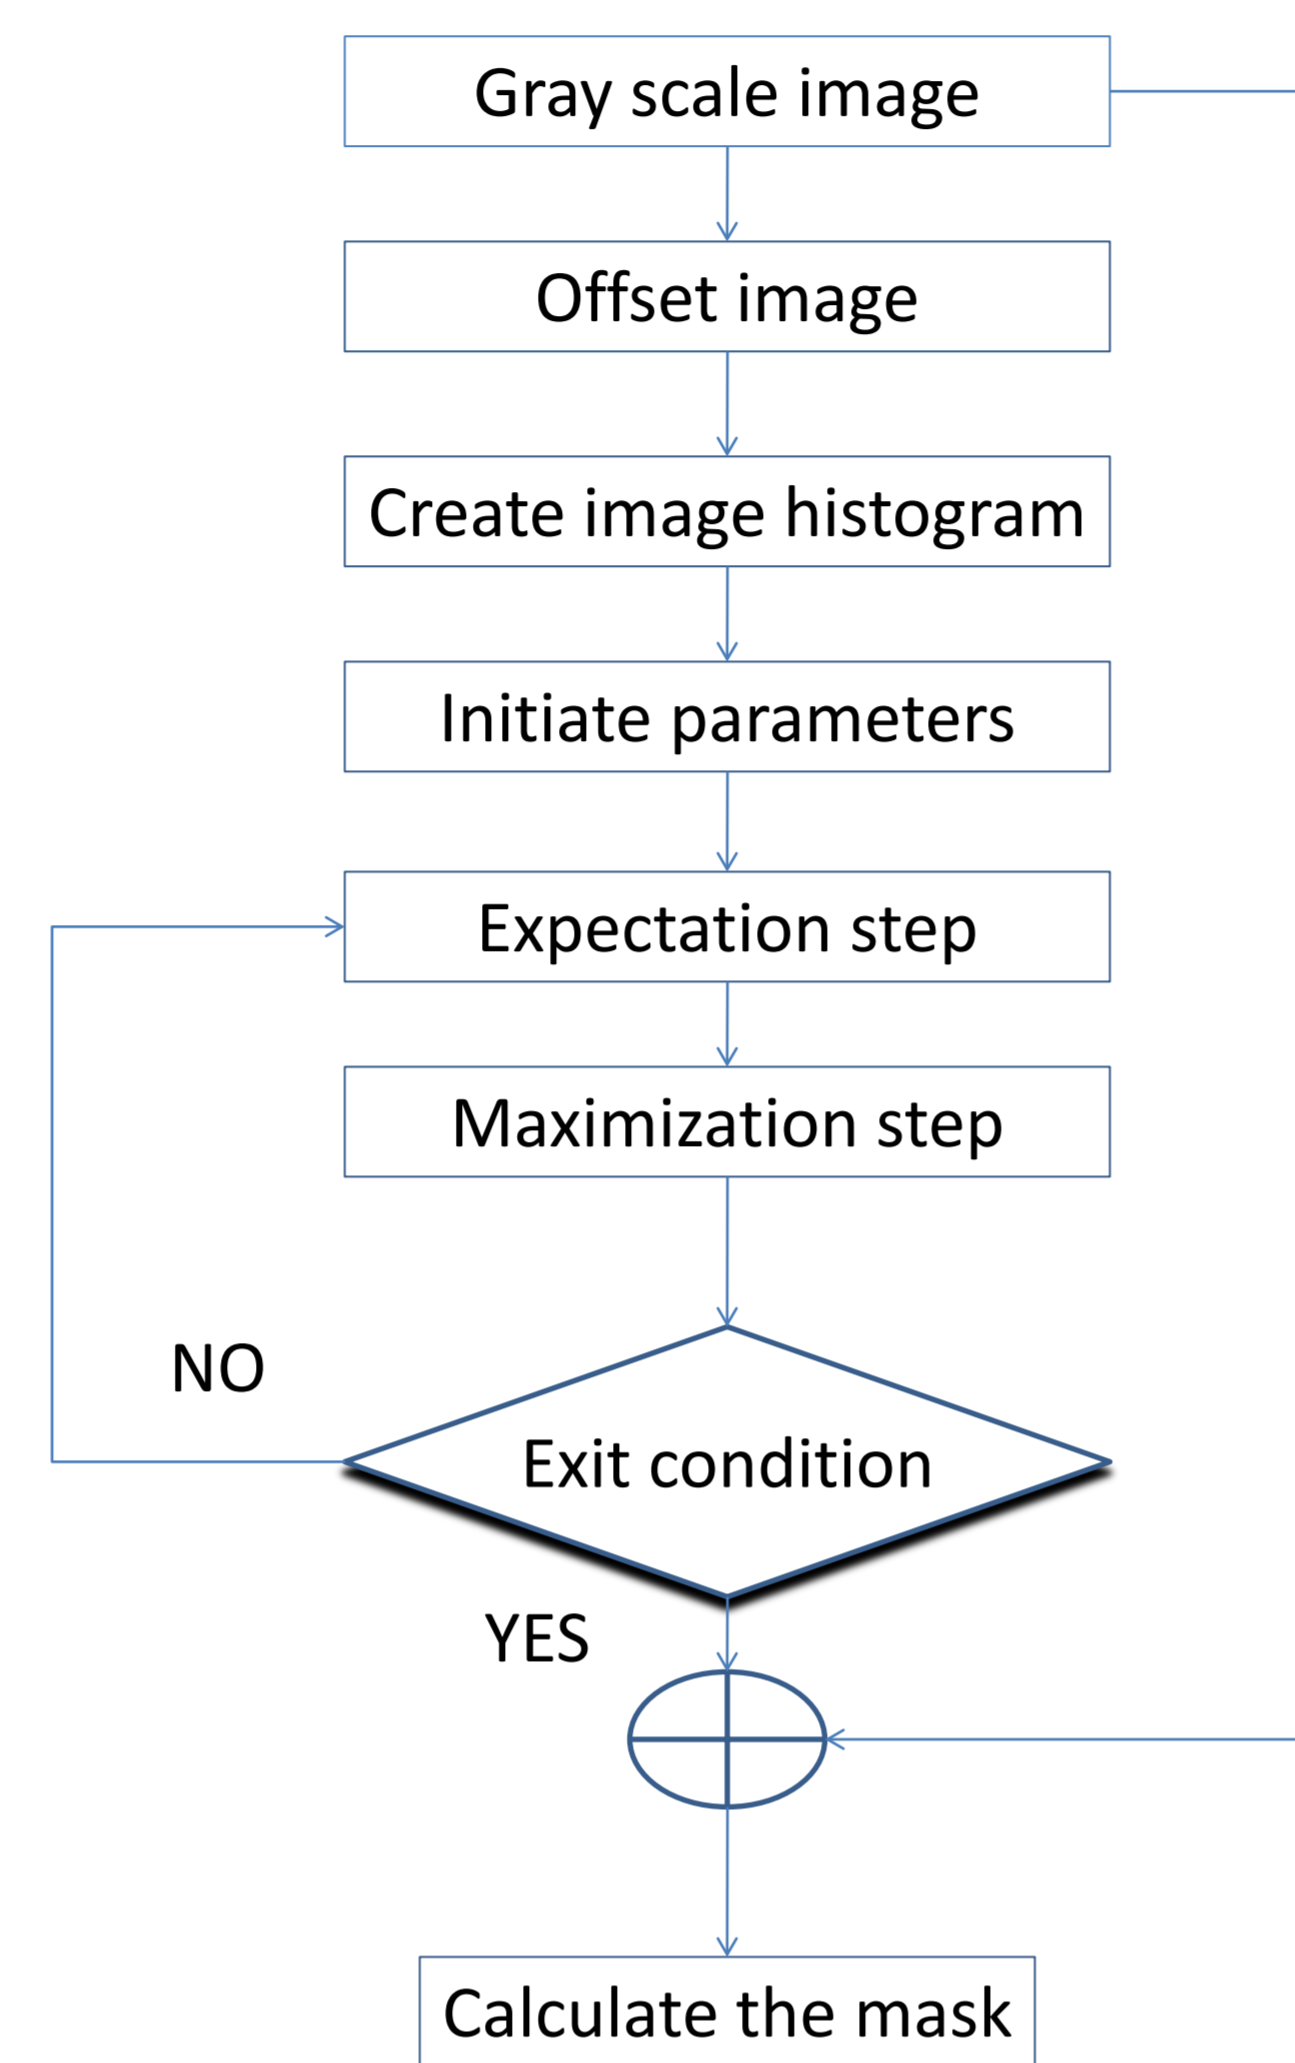 Gray scale image
Offset image
Create image histogram
Initiate parameters
Expectation step
Maximization step
NO
Exit condition
YES
Calculate the mask